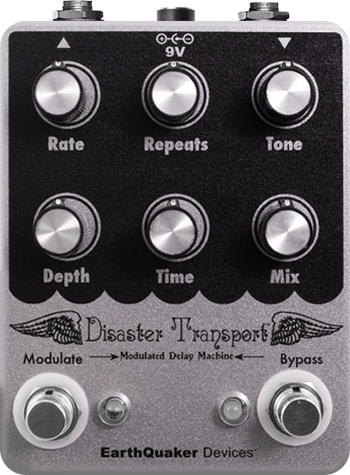 9V
Rate Repeats Tone
Depth Time Mix
Disaster Transport
Modulate Modulated Delay Machine Bypass
EarthQuaker Devices